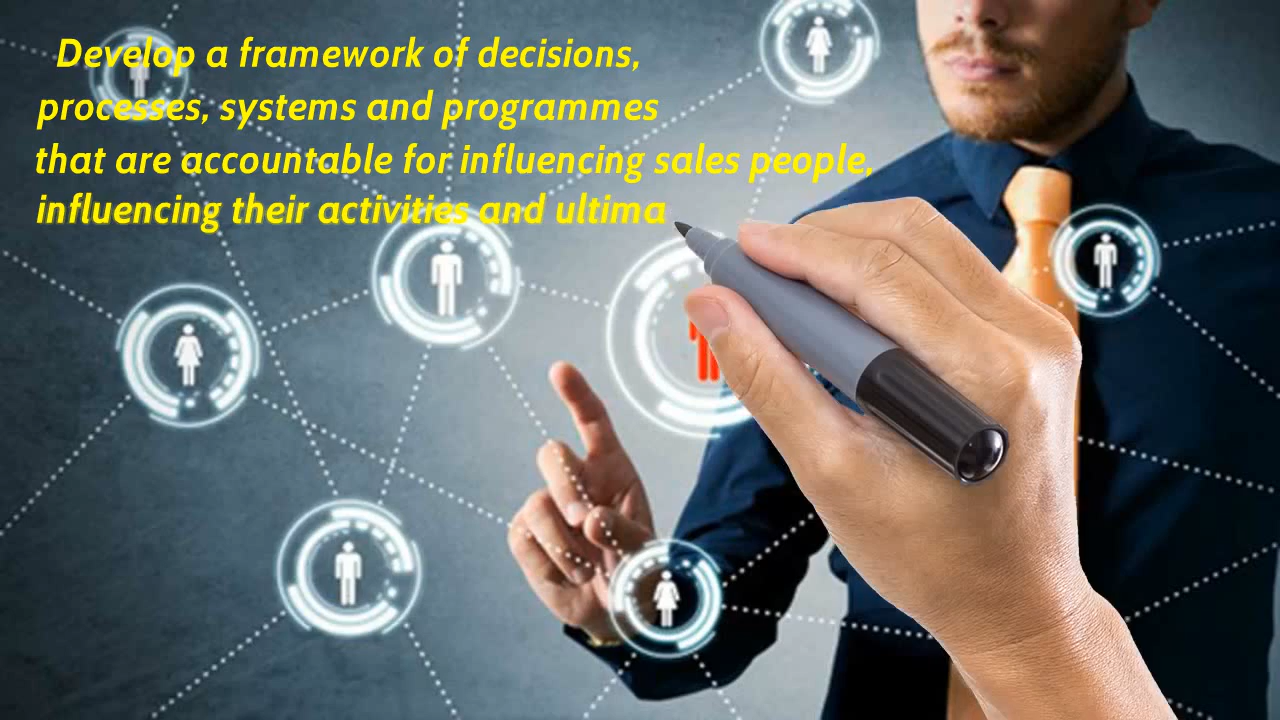 Develop a framework of decisions,
processes, systems and programmes
that are accountable for influencing sales people,
influencing their activities and ultima